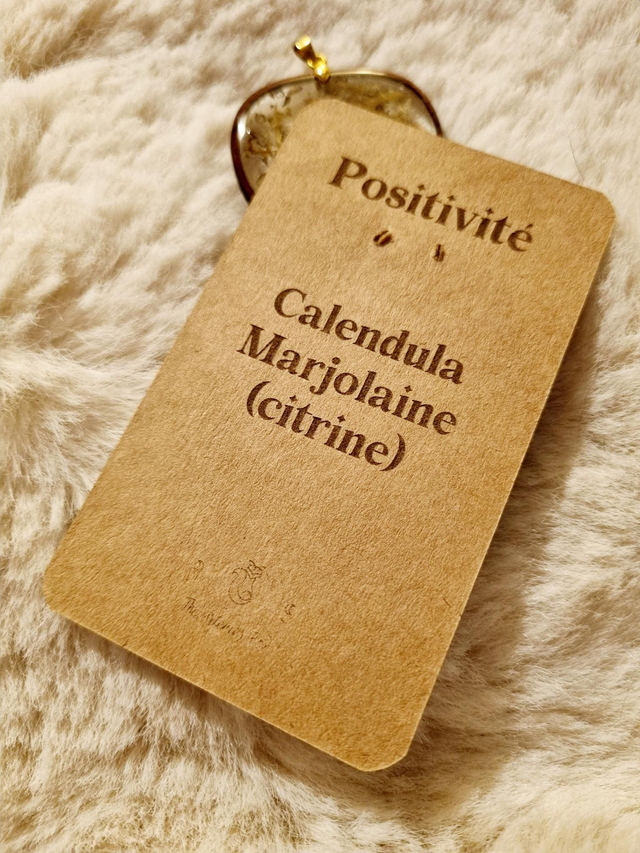 Positivité
Calendula
Marjolaine
(citrine)